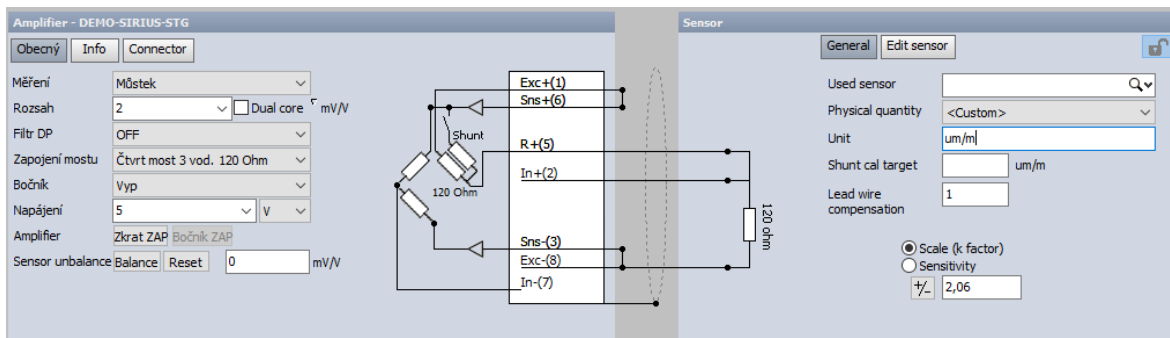 Amplifier - DEMO-SIRIUS-STG
Obecný Info Connector
Měření Můstek
Rozsah 2 Dual core mV/V
Filtr DP OFF
Zapojení mostu Čtvrt most 3 vod. 120 Ohm
Bočník Vyp
Napájení 5 V
Amplifier Zkrat ZAP Bočník ZAP
Sensor unbalance Balance Reset 0 mV/V
Exc+(1)
Sns+(6)
Shunt
R+(5)
In+(2)
120 Ohm
Sns-(3)
Exc-(8)
In-(7)
120 ohm
Sensor
General Edit sensor
Used sensor
Physical quantity <Custom>
Unit um/m
Shunt cal target um/m
Lead wire
compensation 1
Scale (k factor)
Sensitivity
+/- 2,06